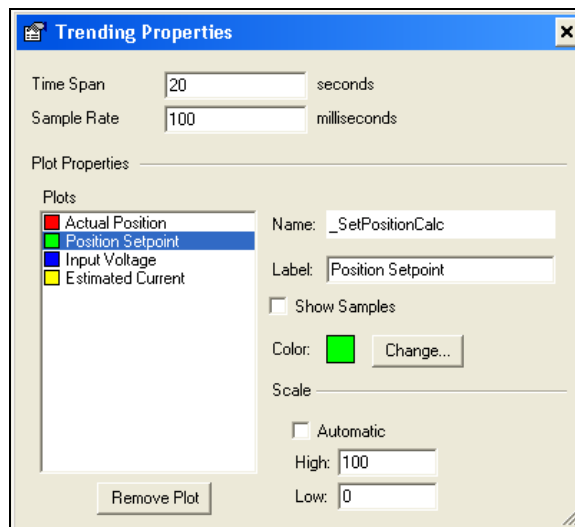 Trending Properties
Time Span 20 seconds
Sample Rate 100 milliseconds
Plot Properties
Plots
Actual Position
Position Setpoint
Input Voltage
Estimated Current
Remove Plot
Name: _SetPositionCalc
Label: Position Setpoint
Show Samples
Color: Change...
Scale
Automatic
High: 100
Low: 0